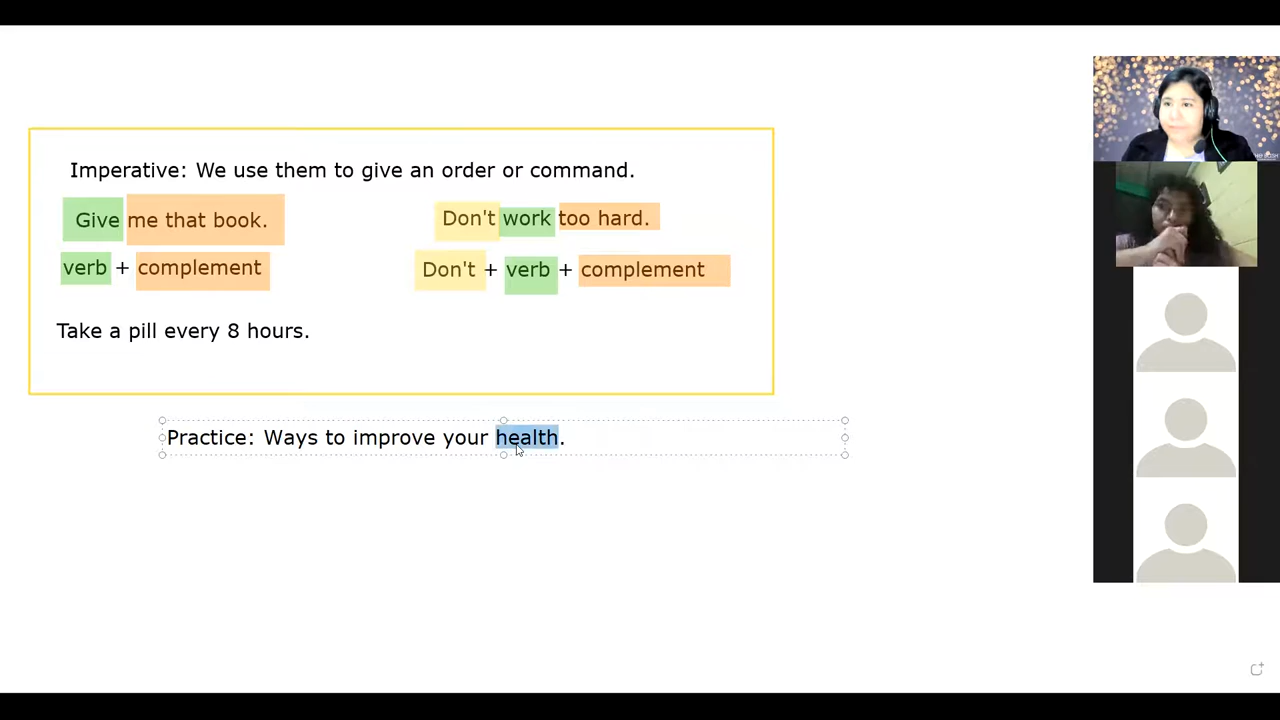 Imperative: We use them to give an order or command.
Give me that book.
Don't work too hard.
verb + complement
Don't + verb + complement
Take a pill every 8 hours.
Practice: Ways to improve your health.